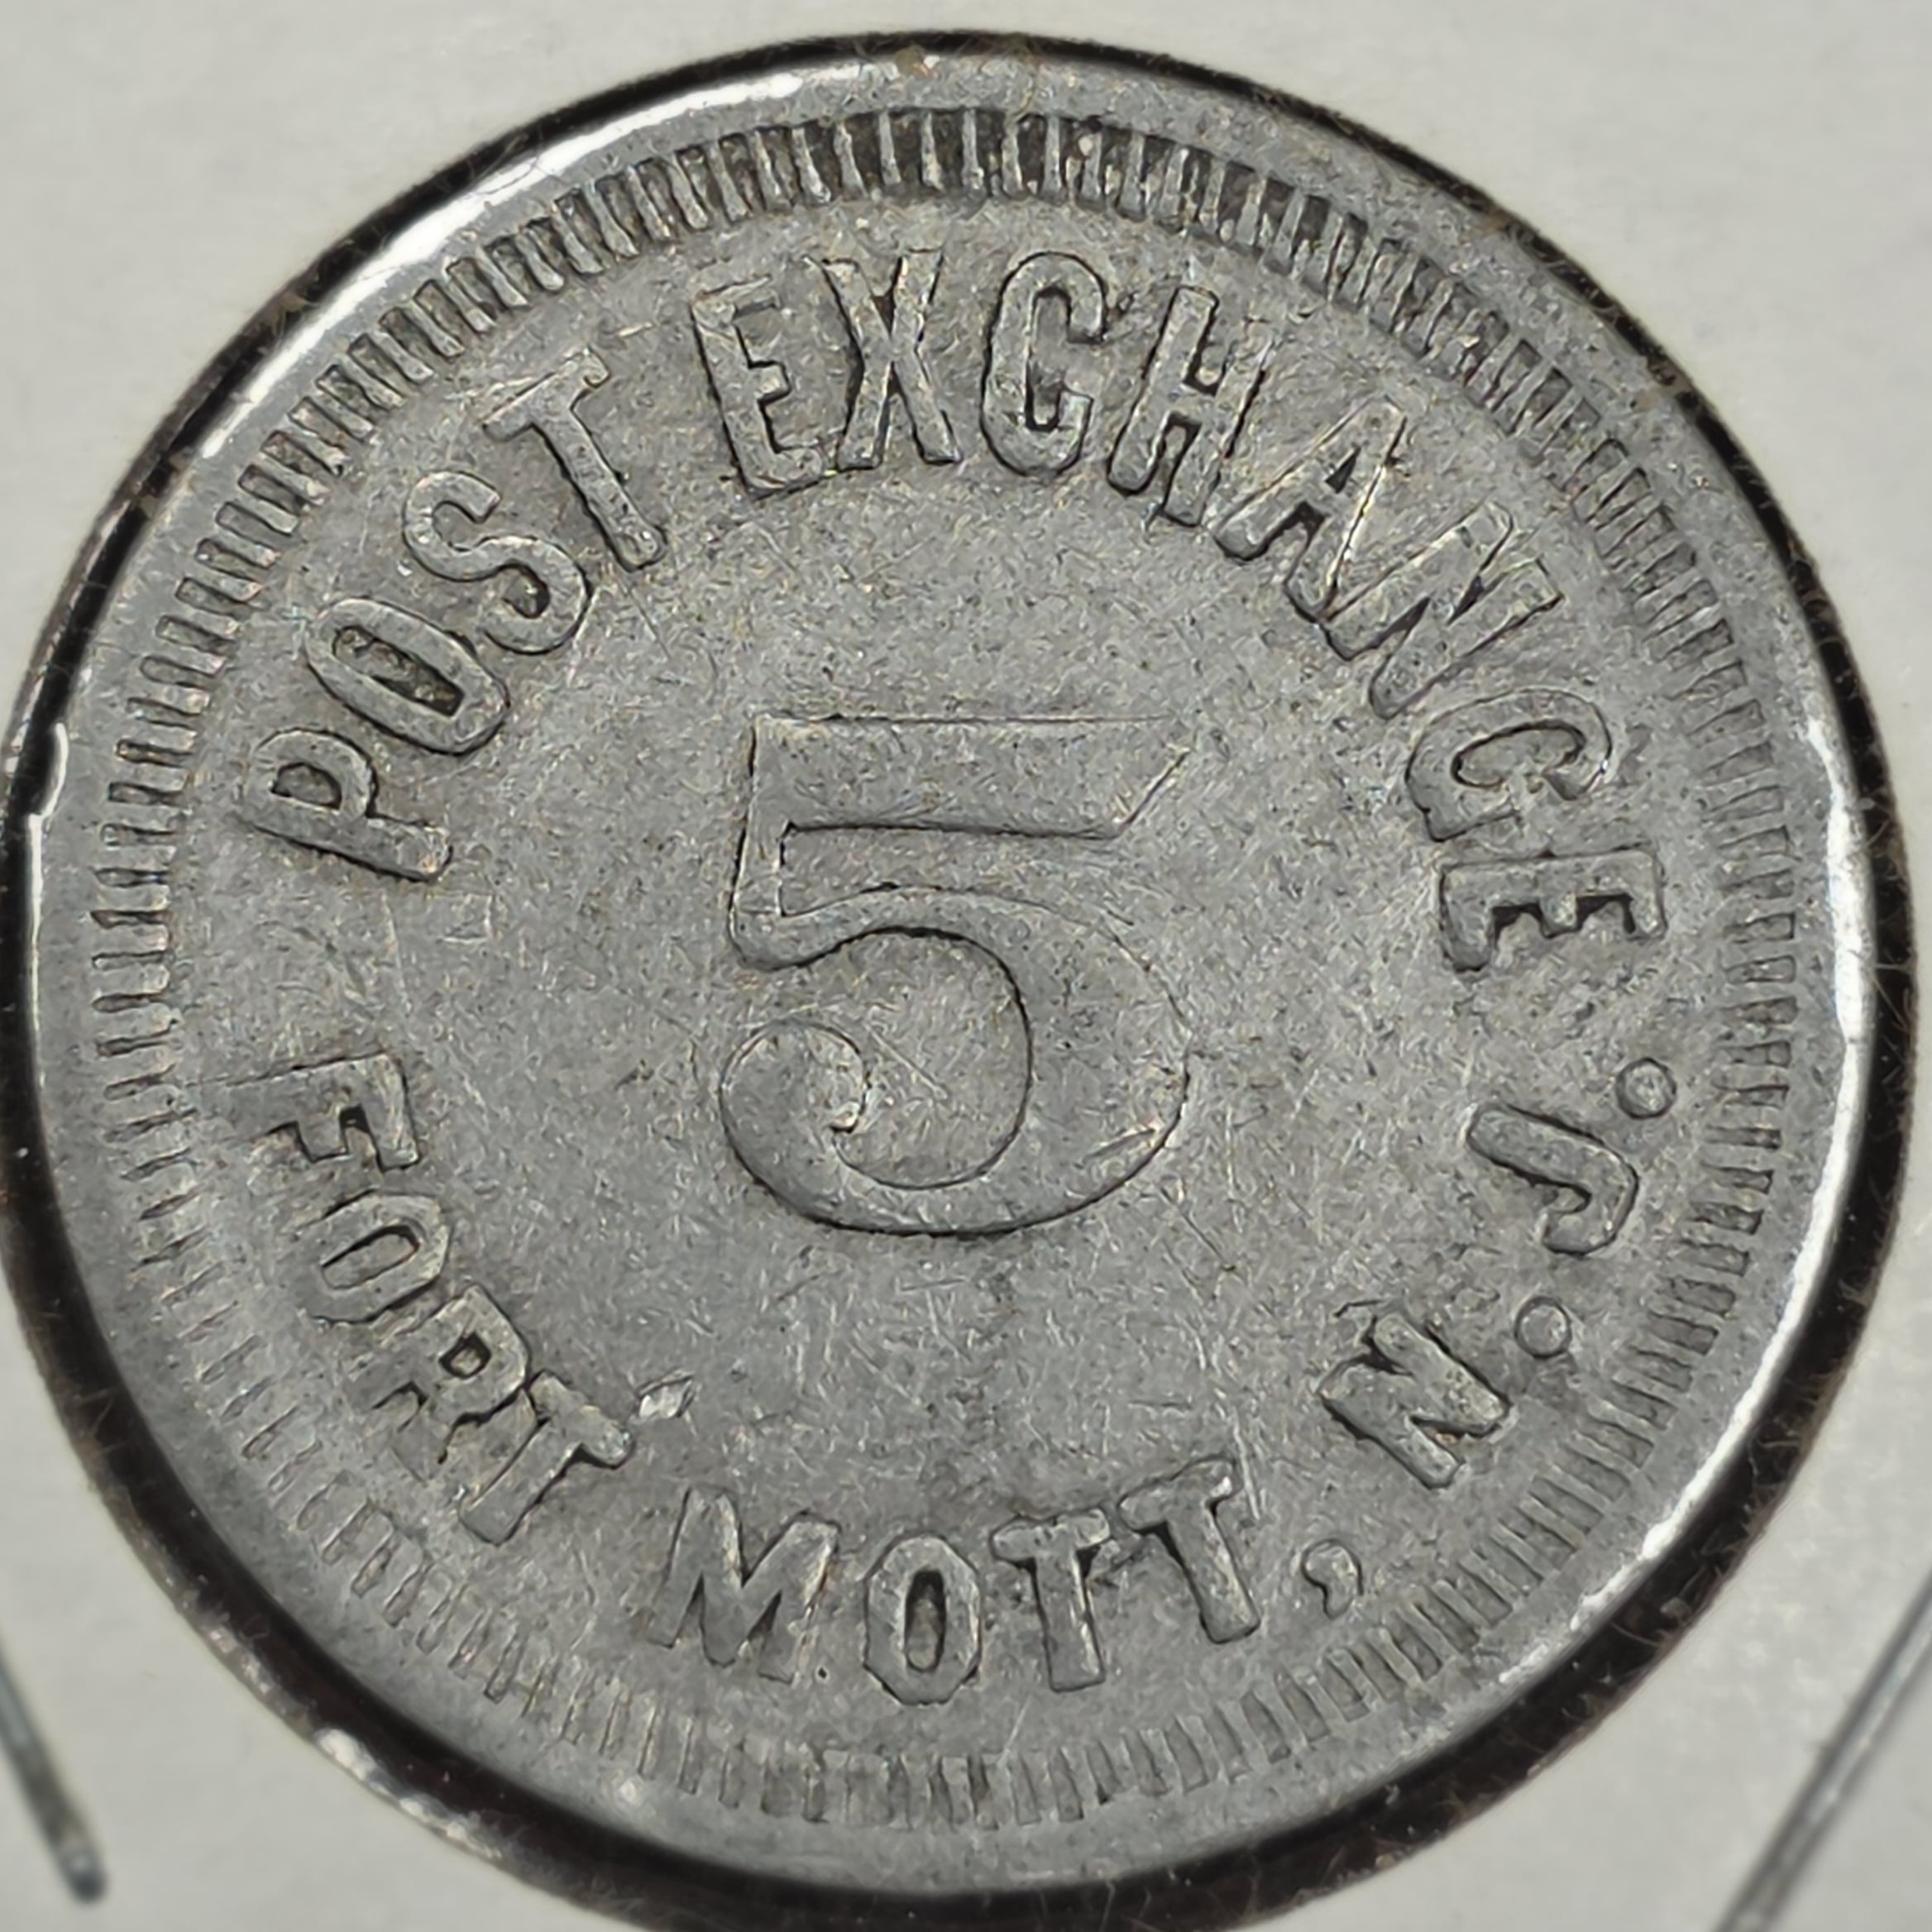 POST EXCHANGE
5
FORT MOTT, N.J.